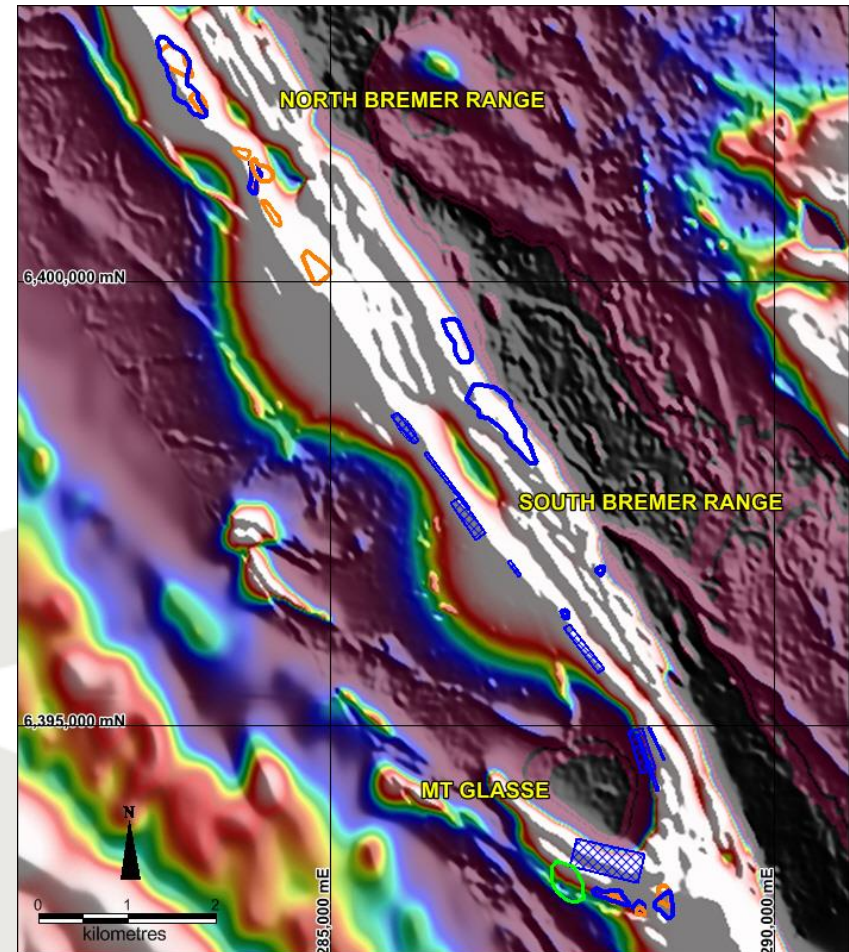 NORTH BREMER RANGE
6,400,000 mN
SOUTH BREMER RANGE
6,395,000 mN
MT GLASSE
N
0 1 2
kilometres
285,000 mE
290,000 mE